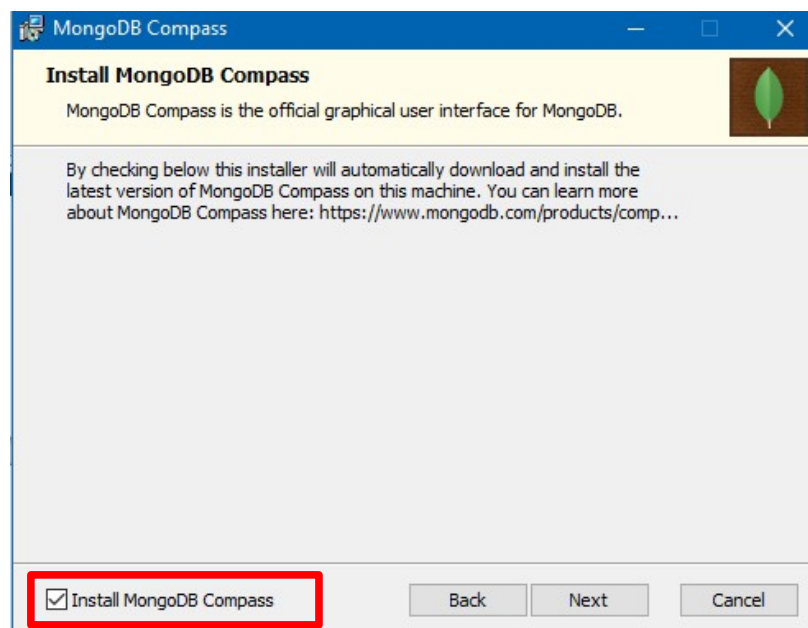 MongoDB Compass
Install MongoDB Compass
MongoDB Compass is the official graphical user interface for MongoDB.
By checking below this installer will automatically download and install the
latest version of MongoDB Compass on this machine. You can learn more
about MongoDB Compass here: https://www.mongodb.com/products/comp...
Install MongoDB Compass
Back
Next
Cancel